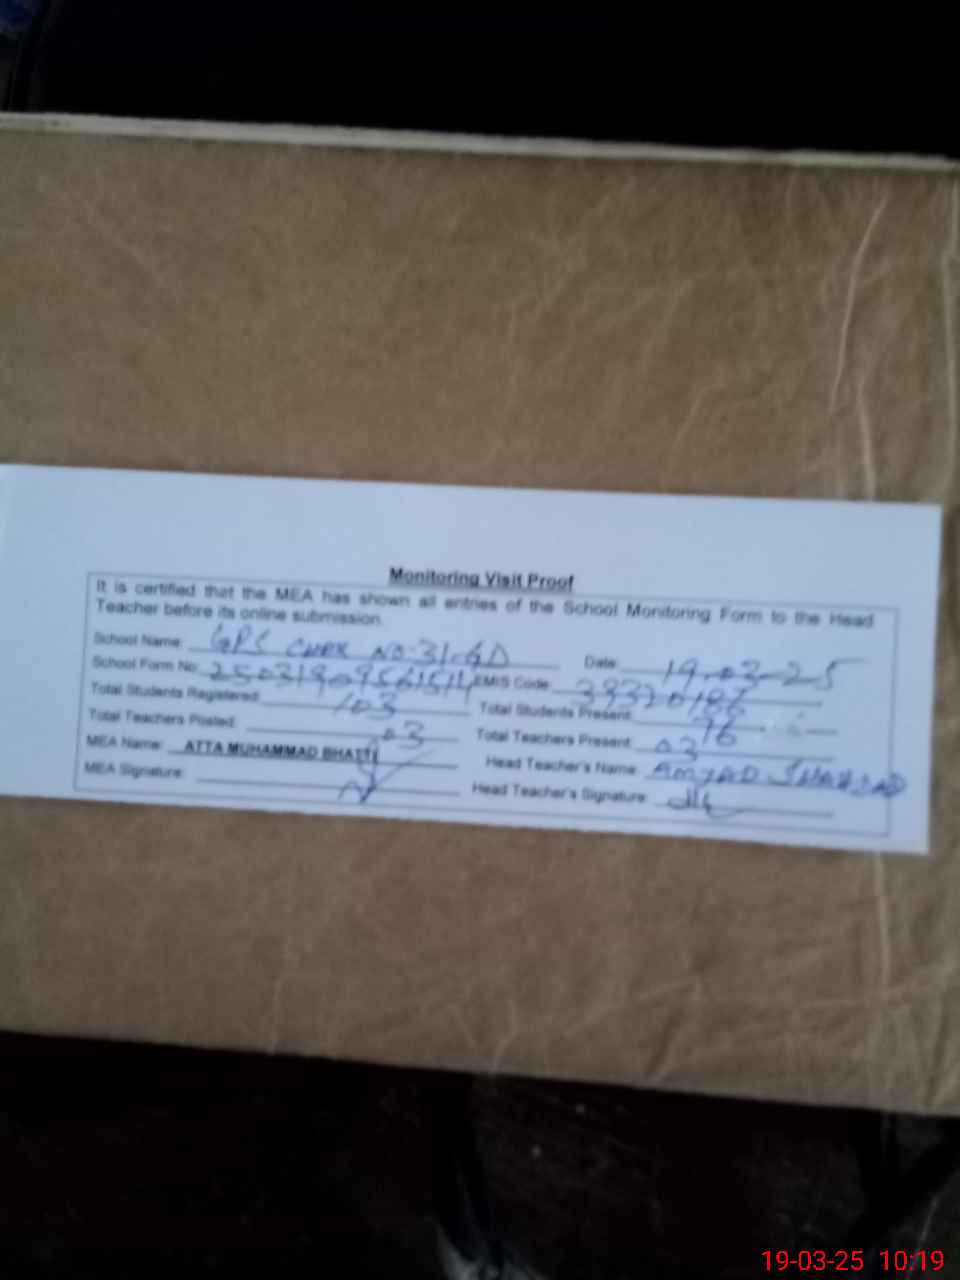 Monitoring Visit Proof
It is certified that the MEA has shown all entries of the School Monitoring Form to the Head
Teacher before its online submission.
School Name: GPS CHAK NO. 31-GD Date: 19-03-25
School Form No: EMIS Code: 39320186
Total Students Registered: 103 Total Students Present: 76
Total Teachers Posted: 03 Total Teachers Present: 03
MEA Name: ATTA MUHAMMAD BHATTI Head Teacher's Name: AMJAD SHAHZAD
MEA Signature: Head Teacher's Signature:
19-03-25 10:19